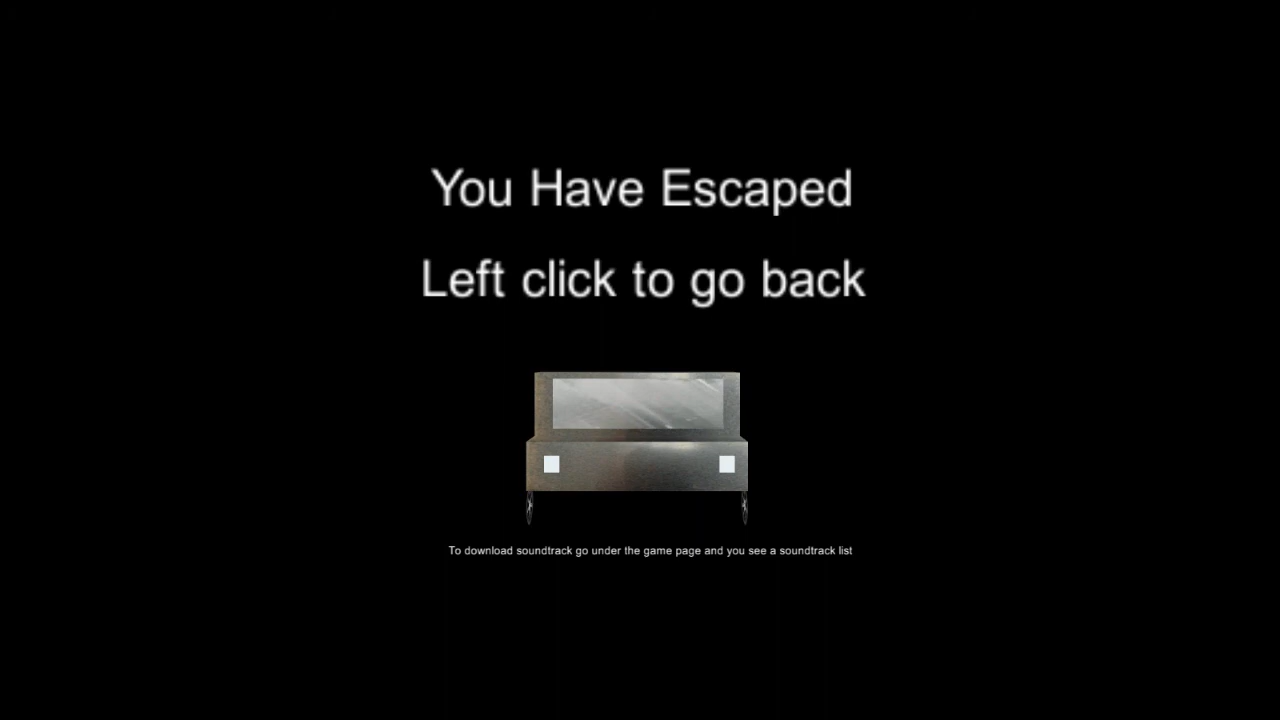 You Have Escaped
Left click to go back
To download soundtrack go under the game page and you see a soundtrack list